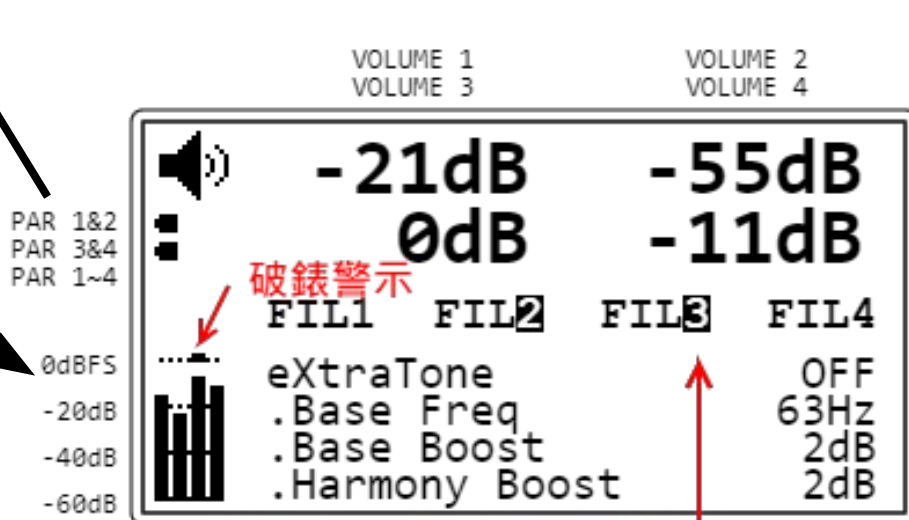 VOLUME 1 VOLUME 2
VOLUME 3 VOLUME 4
-21dB -55dB
PAR 1&2
0dB -11dB
PAR 3&4
PAR 1~4
破錶警示
FIL1 FIL2 FIL3 FIL4
0dBFS
eXtraTone OFF
-20dB
.Base Freq 63Hz
.Base Boost 2dB
-40dB
.Harmony Boost 2dB
-60dB